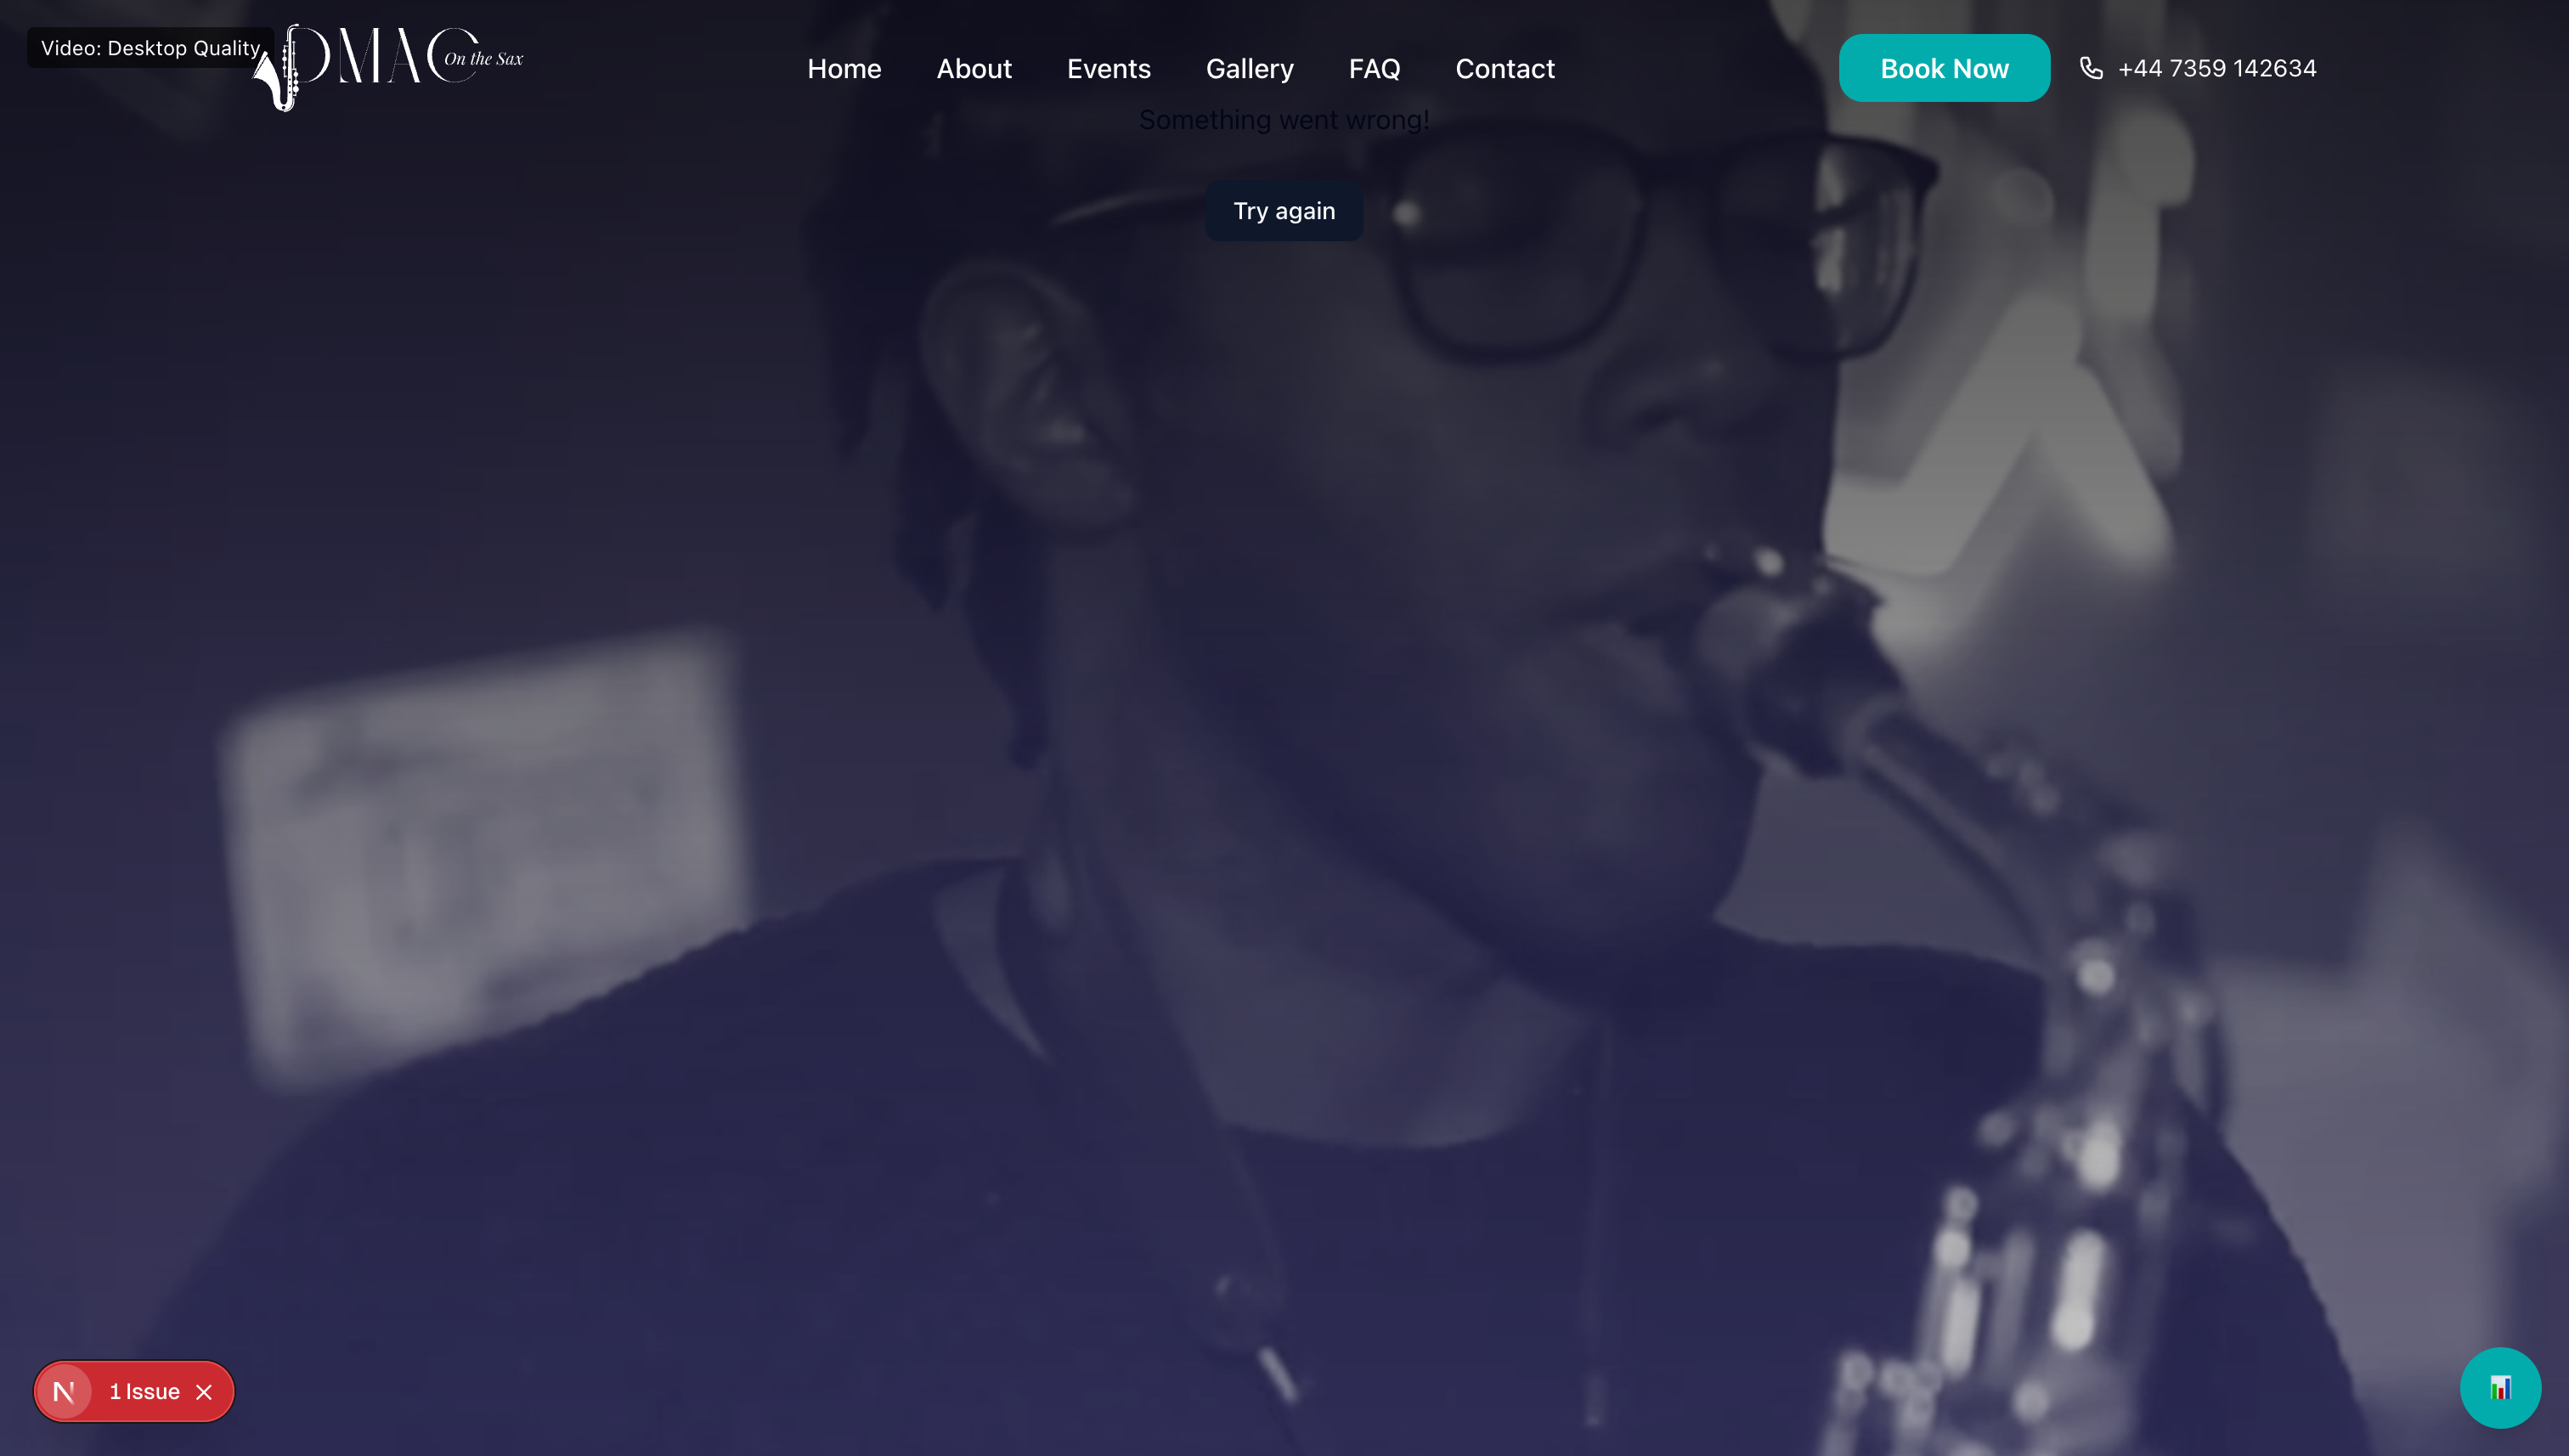 Video: Desktop Quality
DMAC On the Sax
Home About Events Gallery FAQ Contact
Book Now
+44 7359 142634
Something went wrong!
Try again
N 1 Issue